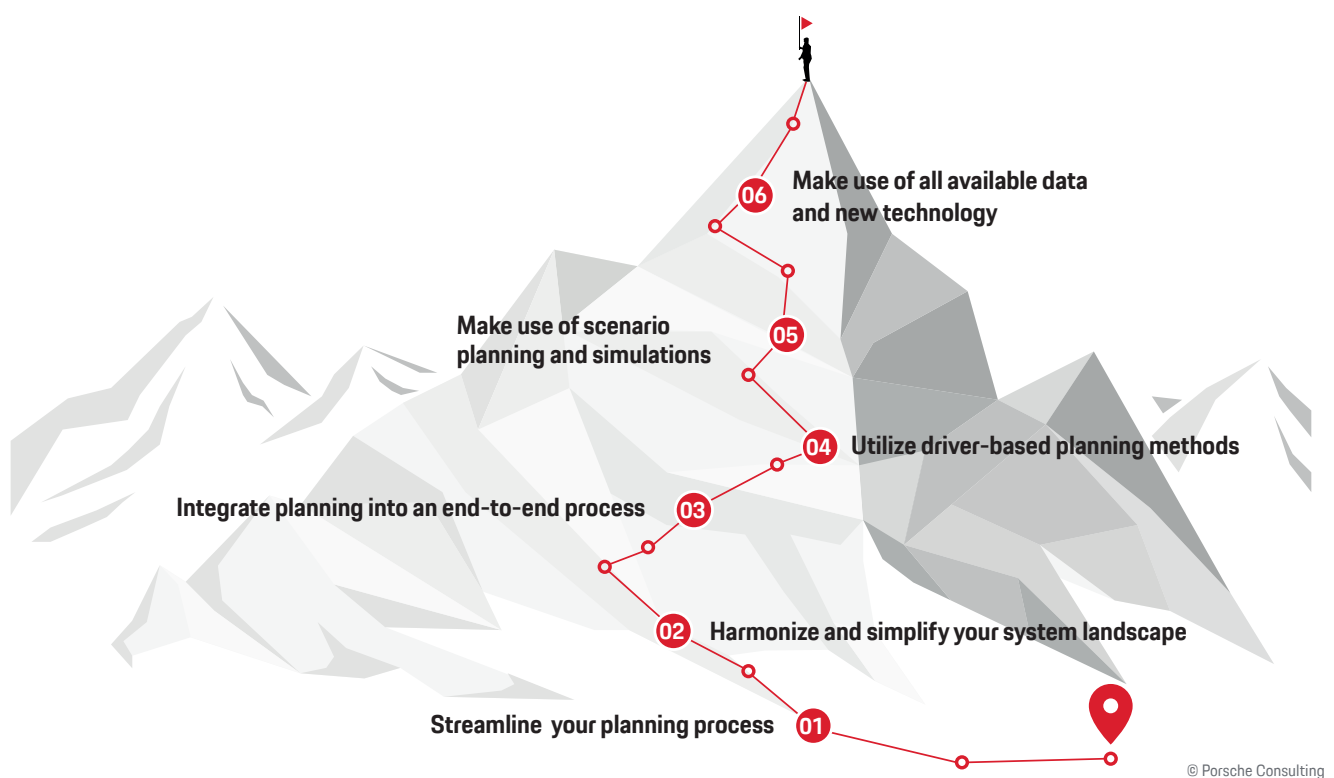 06
Make use of all available data
and new technology
Make use of scenario
planning and simulations
05
04
Utilize driver-based planning methods
Integrate planning into an end-to-end process
03
02
Harmonize and simplify your system landscape
Streamline your planning process
01
© Porsche Consulting